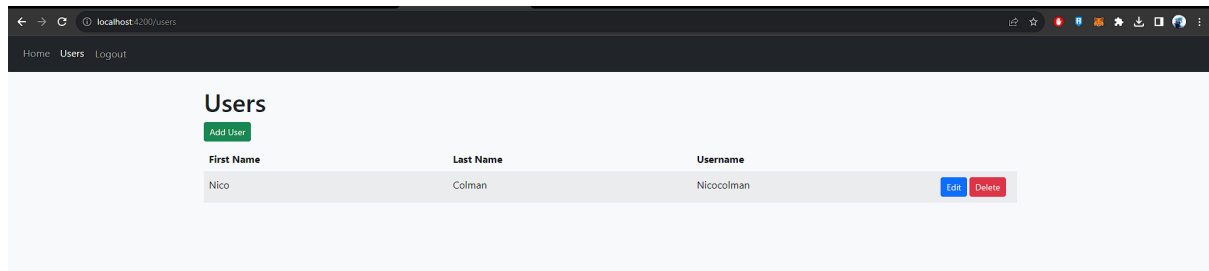 localhost:4200/users
Home Users Logout
Users
Add User
First Name Last Name Username
Nico Colman Nicocolman Edit Delete